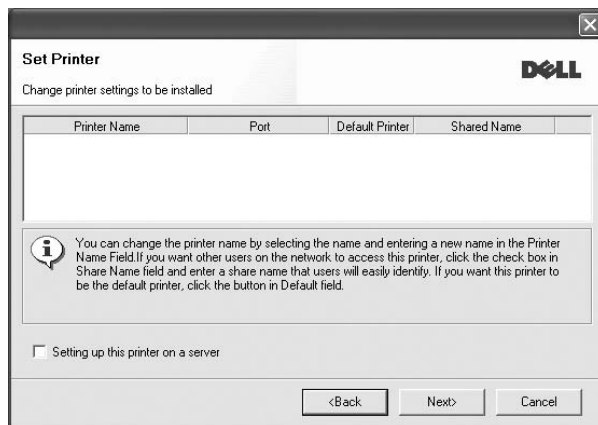 Set Printer
DELL
Change printer settings to be installed
Printer Name Port Default Printer Shared Name
You can change the printer name by selecting the name and entering a new name in the Printer
Name Field.If you want other users on the network to access this printer, click the check box in
Share Name field and enter a share name that users will easily identify. If you want this printer to
be the default printer, click the button in Default field.
Setting up this printer on a server
<Back Next> Cancel